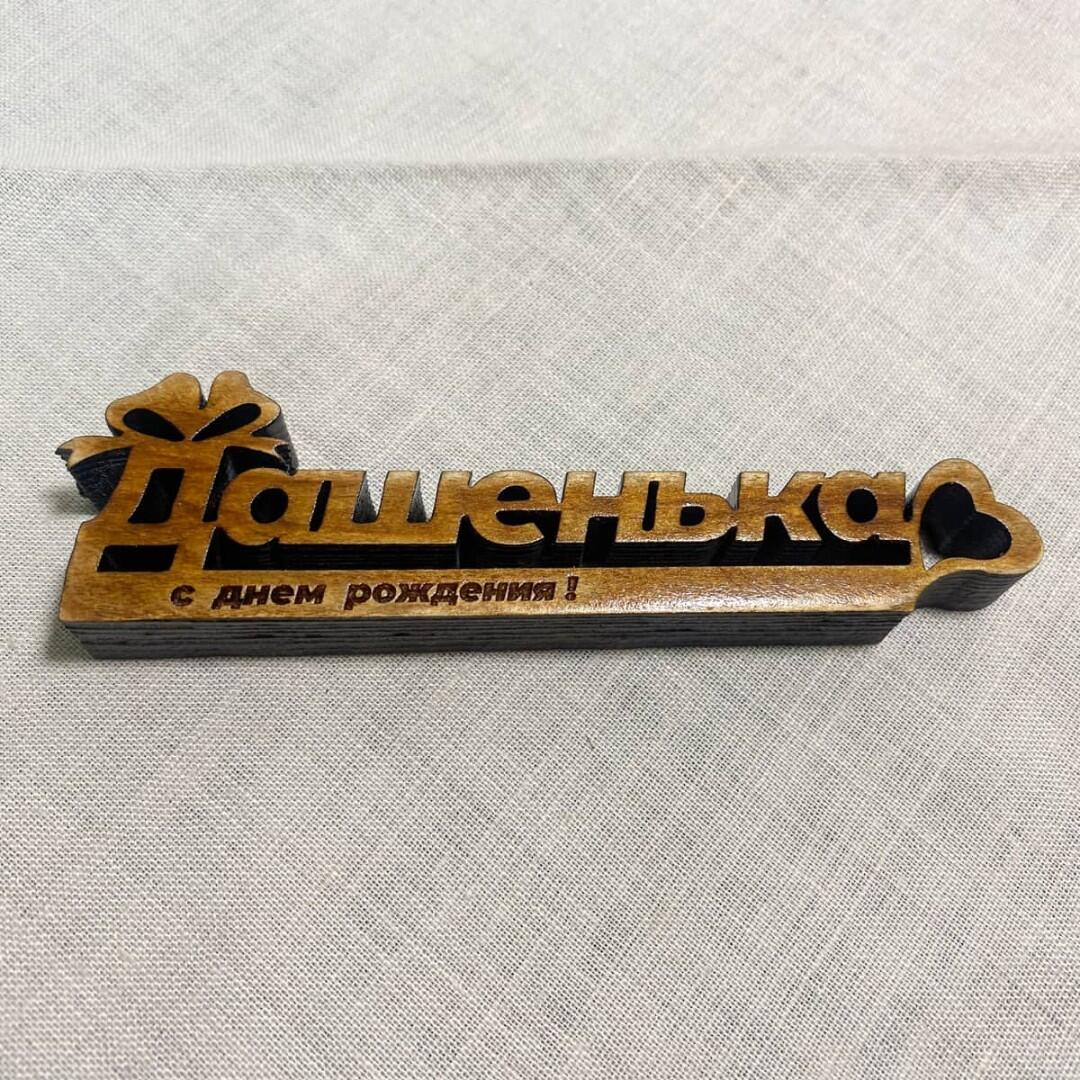 Дашенька
с днем рождения!